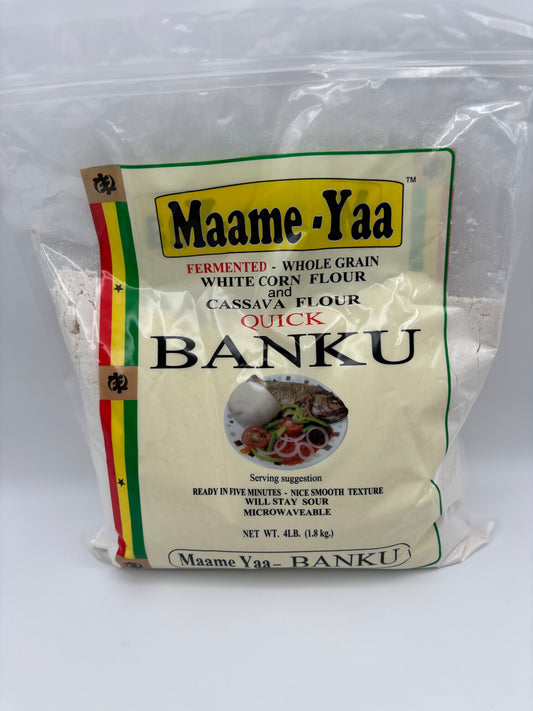 Maame-Yaa TM
FERMENTED - WHOLE GRAIN
WHITE CORN FLOUR
and
CASSAVA FLOUR
QUICK
BANKU
Serving suggestion
READY IN FIVE MINUTES - NICE SMOOTH TEXTURE
WILL STAY SOUR
MICROWAVEABLE
NET WT. 4LB. (1.8 kg.)
Maame Yaa- BANKU